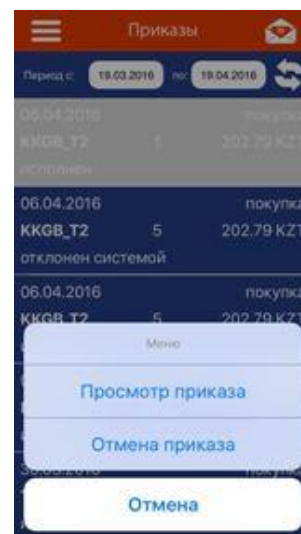 Приказы
Период с: 19.03.2016 по: 19.04.2016
06.04.2016 покупка
KKGB_T2 1 202.79 KZT
исполнен
06.04.2016 покупка
KKGB_T2 5 202.79 KZT
отклонен системой
06.04.2016 покупка
KKGB_T2 5 202.79 KZT
Меню
Просмотр приказа
Отмена приказа
Отмена